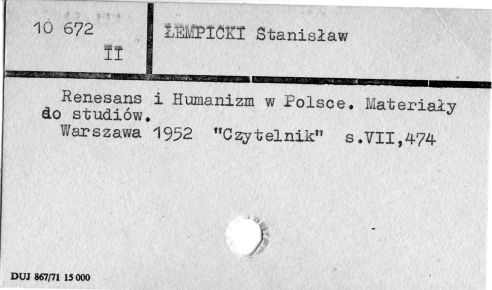 10 672
II
ŁEMPICKI Stanisław
Renesans i Humanizm w Polsce. Materiały
do studiów.
Warszawa 1952 "Czytelnik" s.VII,474
DUJ 867/71 15 000